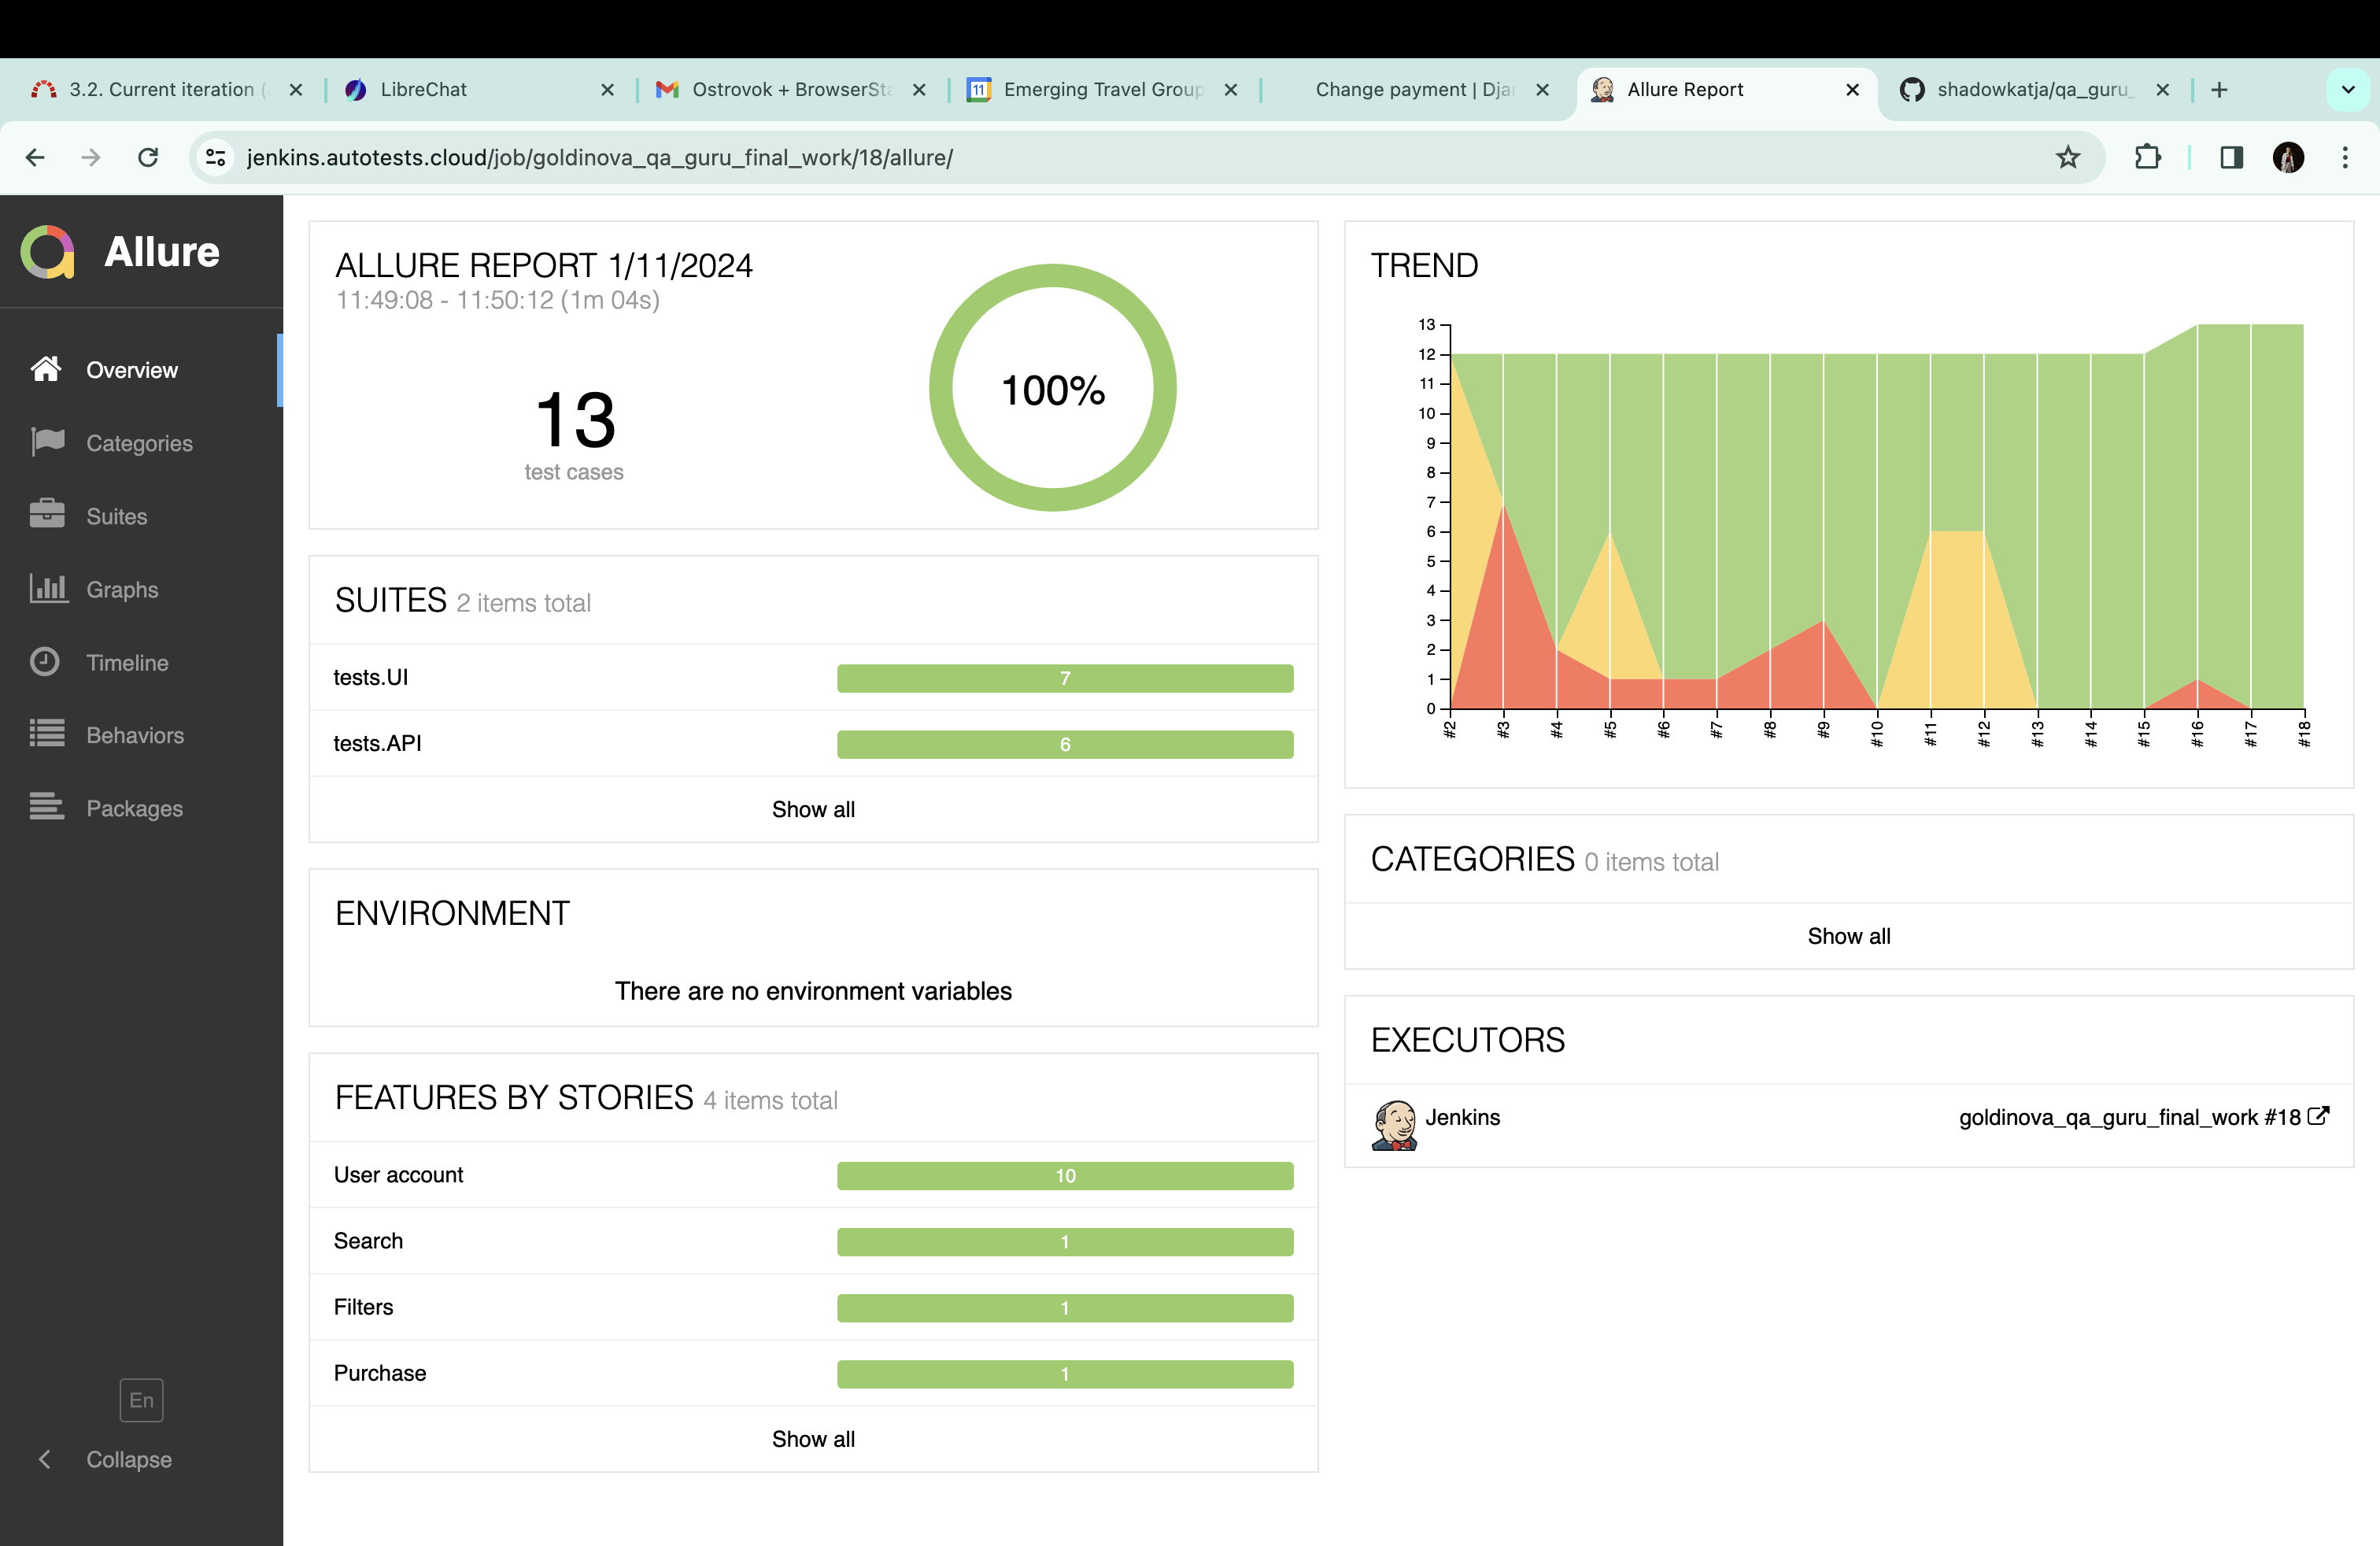 3.2. Current iteration (
LibreChat
Ostrovok + BrowserSta
11
Emerging Travel Group
Change payment | Djan
Allure Report
shadowkatja/qa_guru_
jenkins.autotests.cloud/job/goldinova_qa_guru_final_work/18/allure/
Allure
Overview
Categories
Suites
Graphs
Timeline
Behaviors
Packages
En
Collapse
ALLURE REPORT 1/11/2024
11:49:08 - 11:50:12 (1m 04s)
13
test cases
100%
SUITES 2 items total
tests.UI 7
tests.API 6
Show all
ENVIRONMENT
There are no environment variables
FEATURES BY STORIES 4 items total
User account 10
Search 1
Filters 1
Purchase 1
Show all
TREND
13
12
11
10
9
8
7
6
5
4
3
2
1
0
#2 #3 #4 #5 #6 #7 #8 #9 #10 #11 #12 #13 #14 #15 #16 #17 #18
CATEGORIES 0 items total
Show all
EXECUTORS
Jenkins goldinova_qa_guru_final_work #18